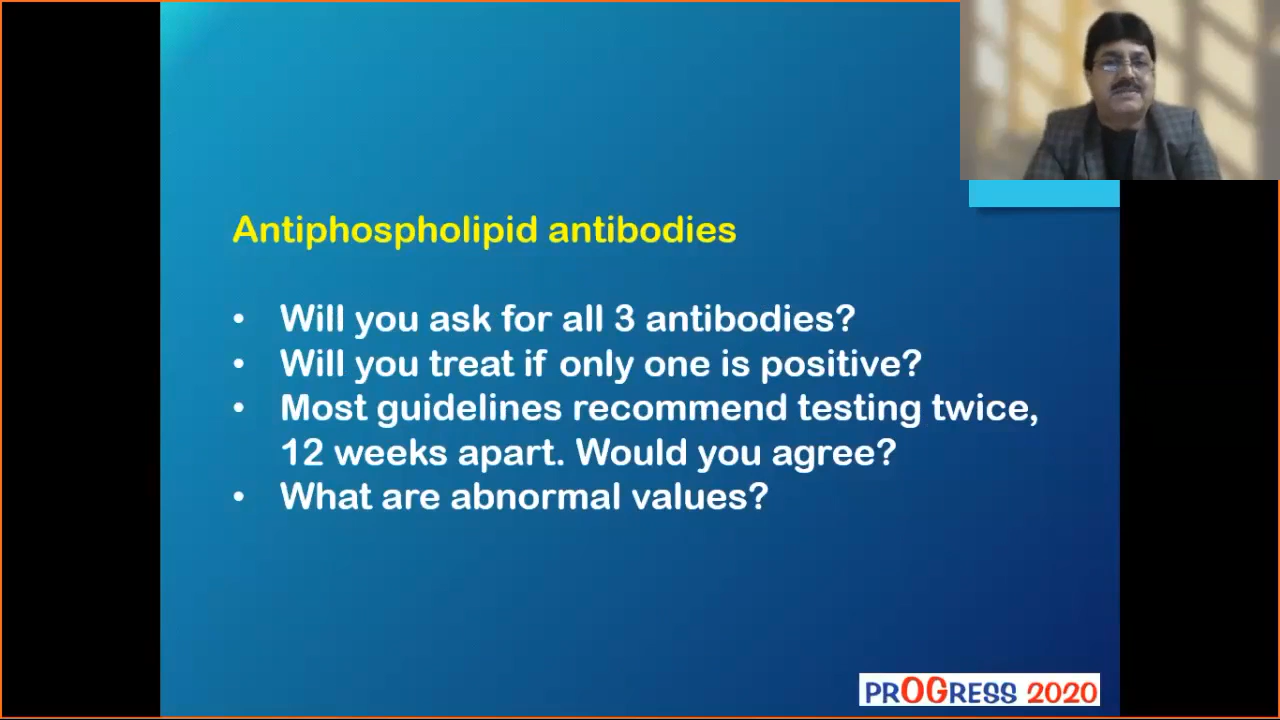 Antiphospholipid antibodies
• Will you ask for all 3 antibodies?
• Will you treat if only one is positive?
• Most guidelines recommend testing twice,
12 weeks apart. Would you agree?
• What are abnormal values?
PROGRESS 2020